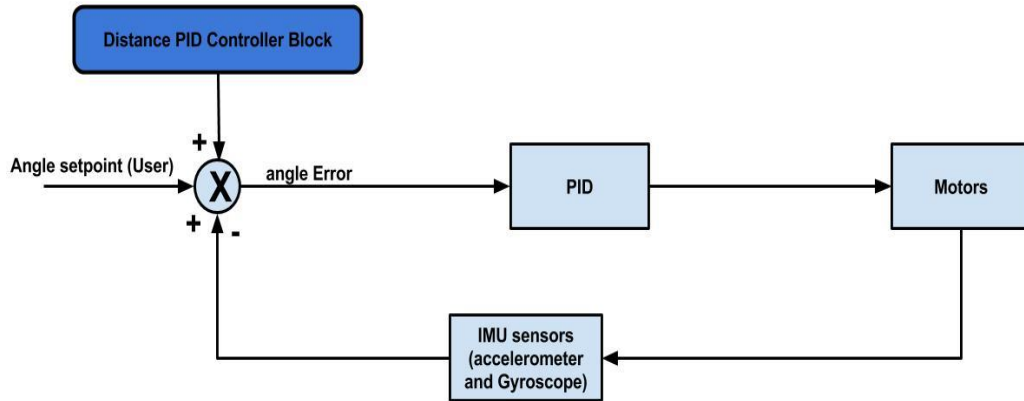 Distance PID Controller Block
+
Angle setpoint (User)
X
angle Error
PID
Motors
+
-
IMU sensors
(accelerometer
and Gyroscope)